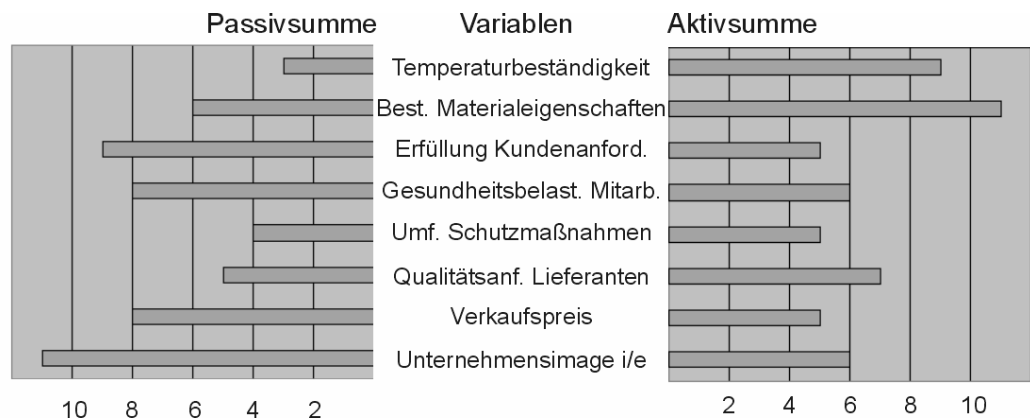 Passivsumme Variablen Aktivsumme
Temperaturbeständigkeit
Best. Materialeigenschaften
Erfüllung Kundenanford.
Gesundheitsbelast. Mitarb.
Umf. Schutzmaßnahmen
Qualitätsanf. Lieferanten
Verkaufspreis
Unternehmensimage i/e
10 8 6 4 2 2 4 6 8 10